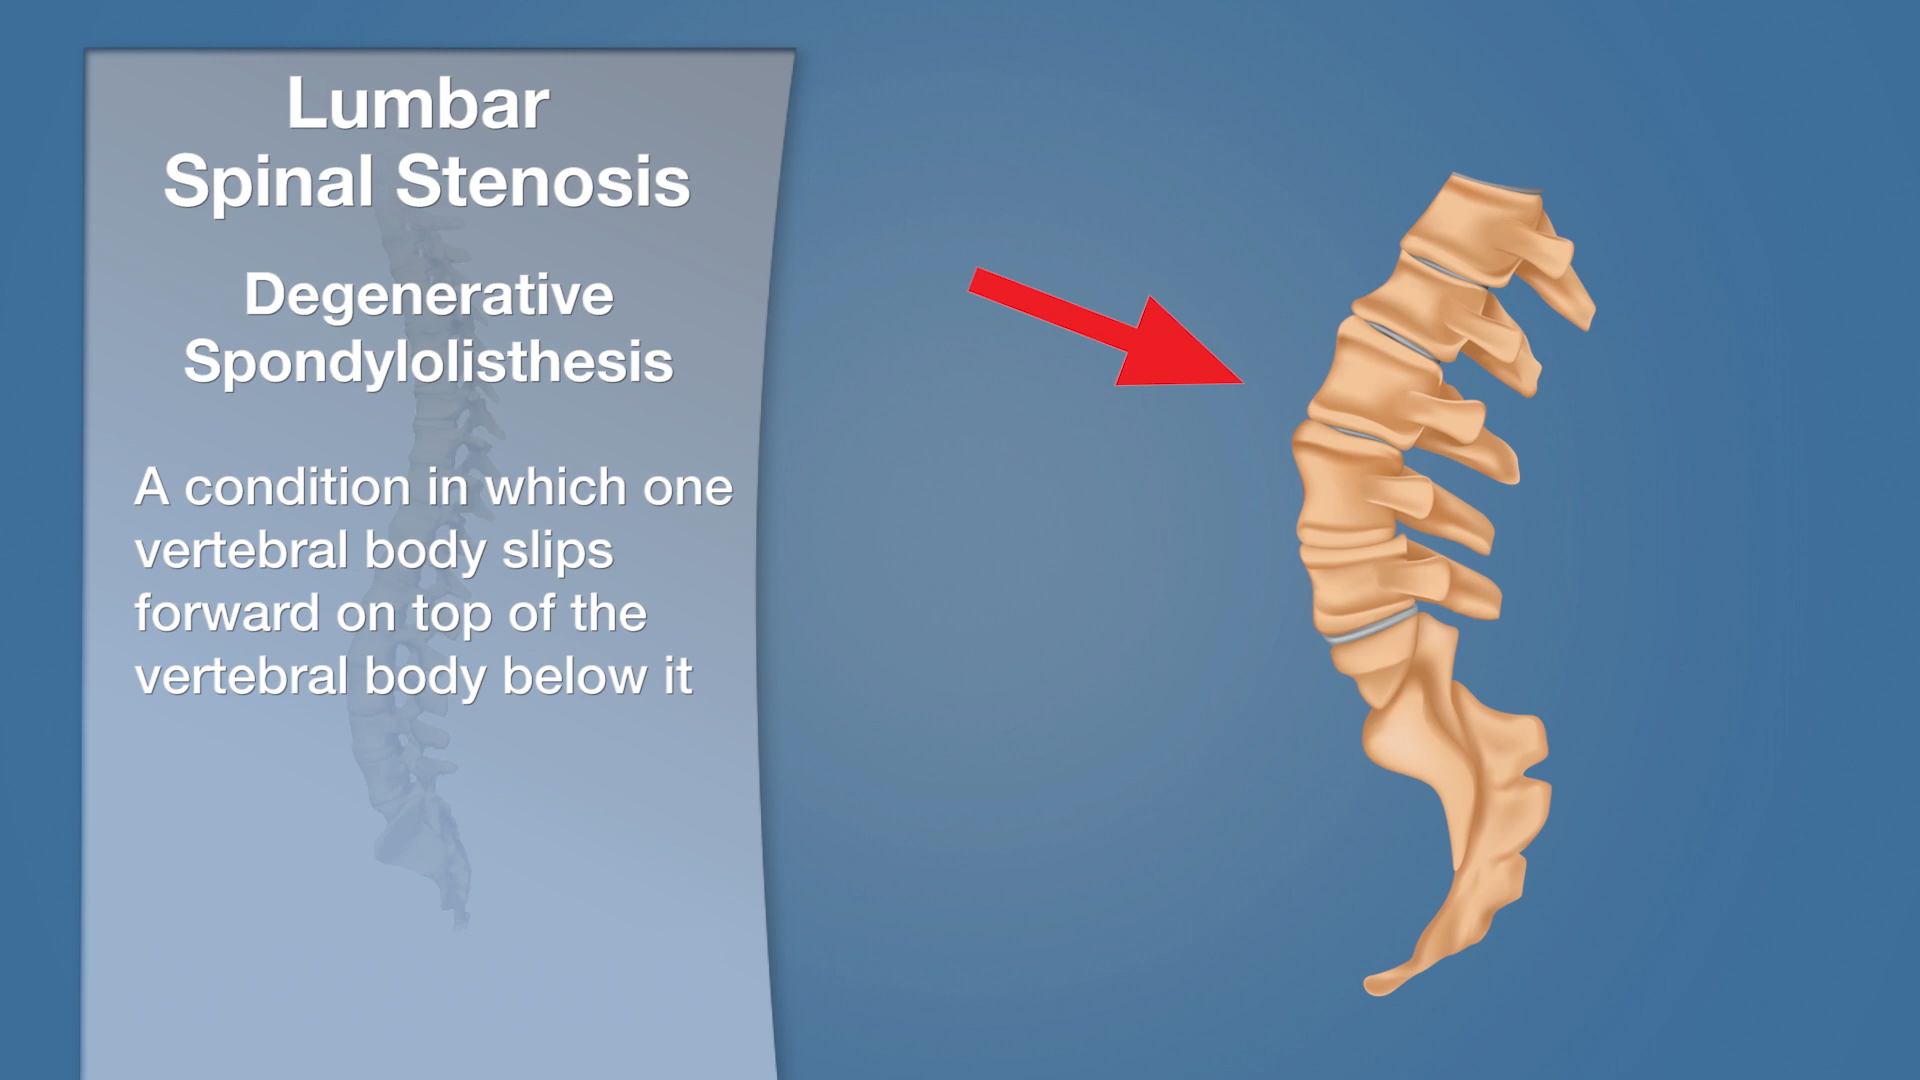 Lumbar
Spinal Stenosis
Degenerative
Spondylolisthesis
A condition in which one
vertebral body slips
forward on top of the
vertebral body below it